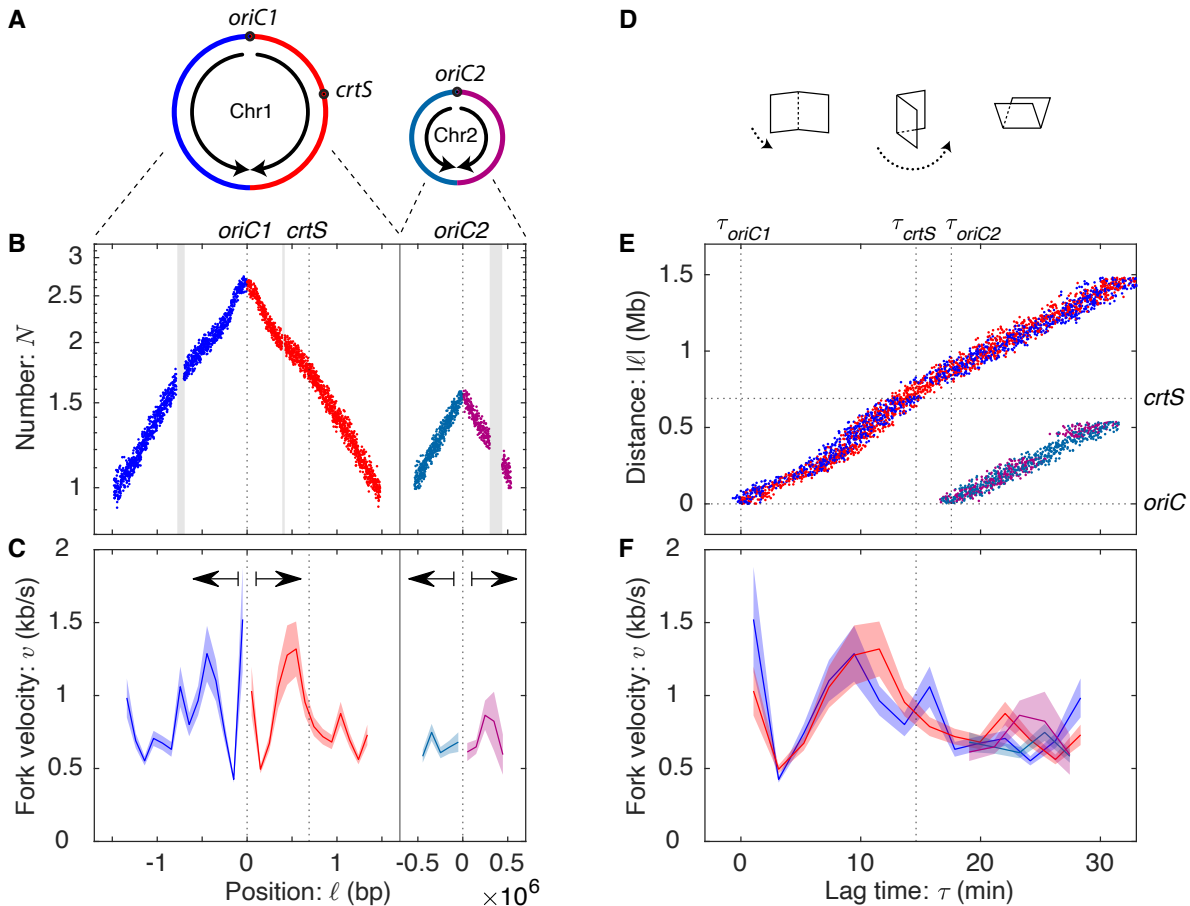 A
oriC1
crtS
Chr1
oriC2
Chr2
D
B
oriC1 crtS
oriC2
Number: N
3
2.5
2
1.5
1
C
Fork velocity: v (kb/s)
2
1.5
1
0.5
0
-1 0 1 -0.5 0 0.5
Position: ℓ (bp)
×10⁶
E
τoriC1
τcrtS
τoriC2
Distance: |ℓ| (Mb)
1.5
1
0.5
0
crtS
oriC
F
Fork velocity: v (kb/s)
2
1.5
1
0.5
0
0 10 20 30
Lag time: τ (min)